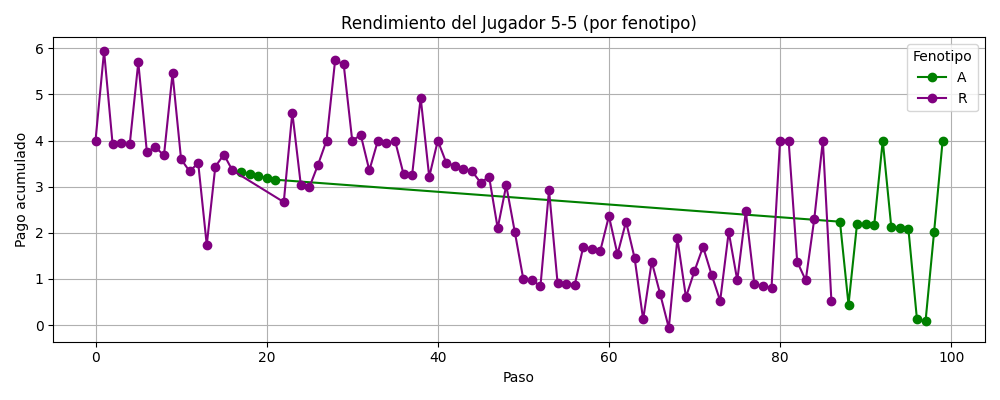 Rendimiento del Jugador 5-5 (por fenotipo)
Pago acumulado
6
5
4
3
2
1
0
Fenotipo
A
R
0 20 40 60 80 100
Paso